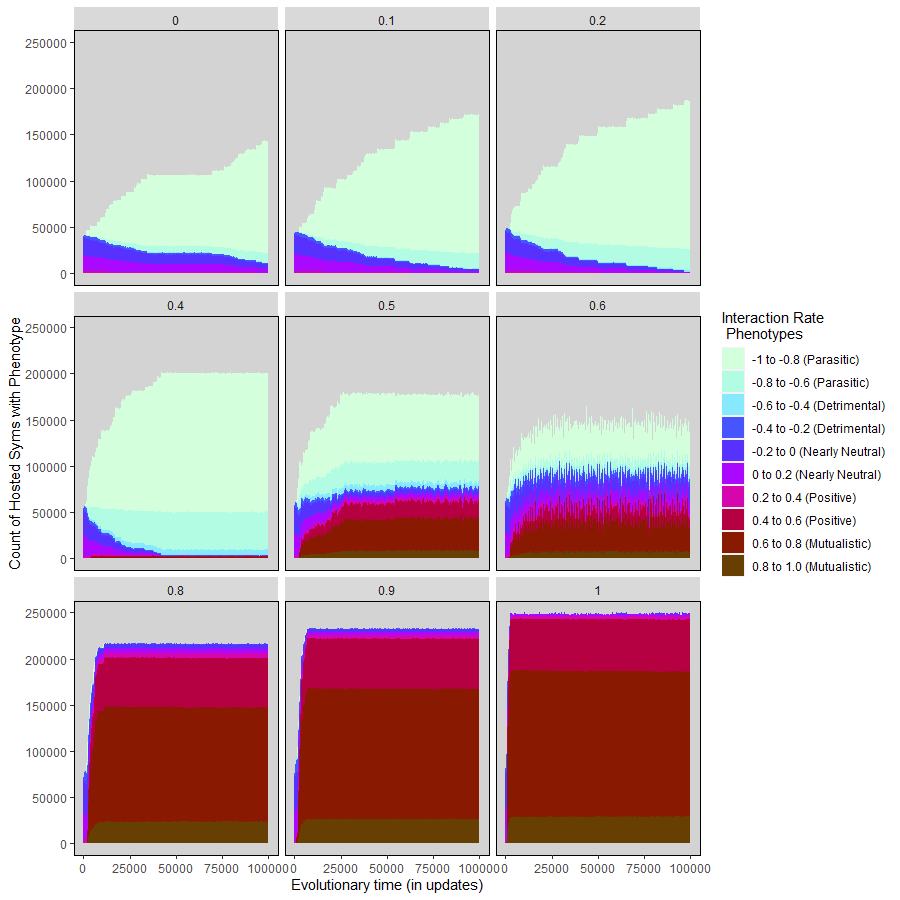 0 0.1 0.2
250000
200000
150000
100000
50000
0
0.4 0.5 0.6
250000
200000
150000
100000
50000
0
0.8 0.9 1
250000
200000
150000
100000
50000
0
0 25000 50000 75000 100000 0 25000 50000 75000 100000 0 25000 50000 75000 100000
Evolutionary time (in updates)
Count of Hosted Syms with Phenotype
Interaction Rate
Phenotypes
-1 to -0.8 (Parasitic)
-0.8 to -0.6 (Parasitic)
-0.6 to -0.4 (Detrimental)
-0.4 to -0.2 (Detrimental)
-0.2 to 0 (Nearly Neutral)
0 to 0.2 (Nearly Neutral)
0.2 to 0.4 (Positive)
0.4 to 0.6 (Positive)
0.6 to 0.8 (Mutualistic)
0.8 to 1.0 (Mutualistic)